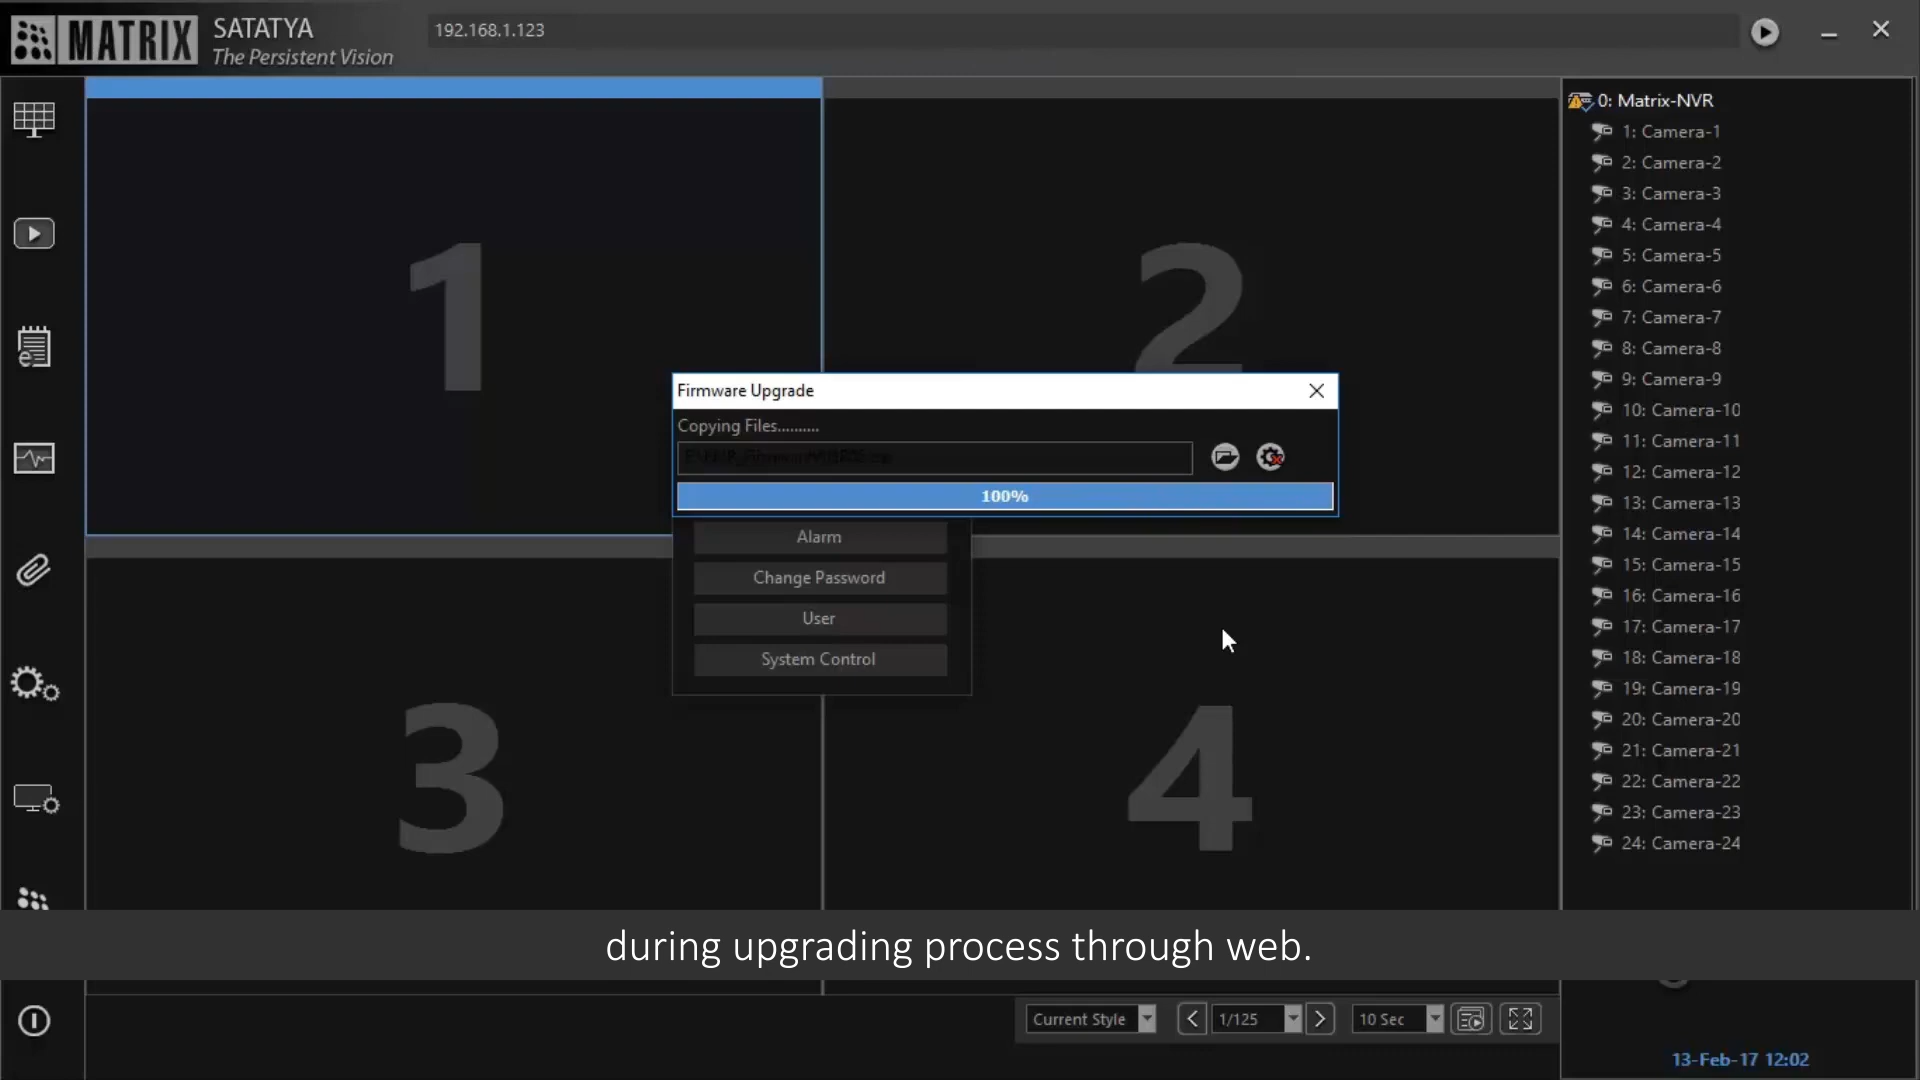 MATRIX
SATATYA
The Persistent Vision
192.168.1.123
0: Matrix-NVR
1: Camera-1
2: Camera-2
3: Camera-3
4: Camera-4
5: Camera-5
6: Camera-6
7: Camera-7
8: Camera-8
9: Camera-9
10: Camera-10
11: Camera-11
12: Camera-12
13: Camera-13
14: Camera-14
15: Camera-15
16: Camera-16
17: Camera-17
18: Camera-18
19: Camera-19
20: Camera-20
21: Camera-21
22: Camera-22
23: Camera-23
24: Camera-24
1
2
Firmware Upgrade
Copying Files..........
100%
Alarm
Change Password
User
System Control
3
4
during upgrading process through web.
Current Style
1/125
10 Sec
13-Feb-17 12:02